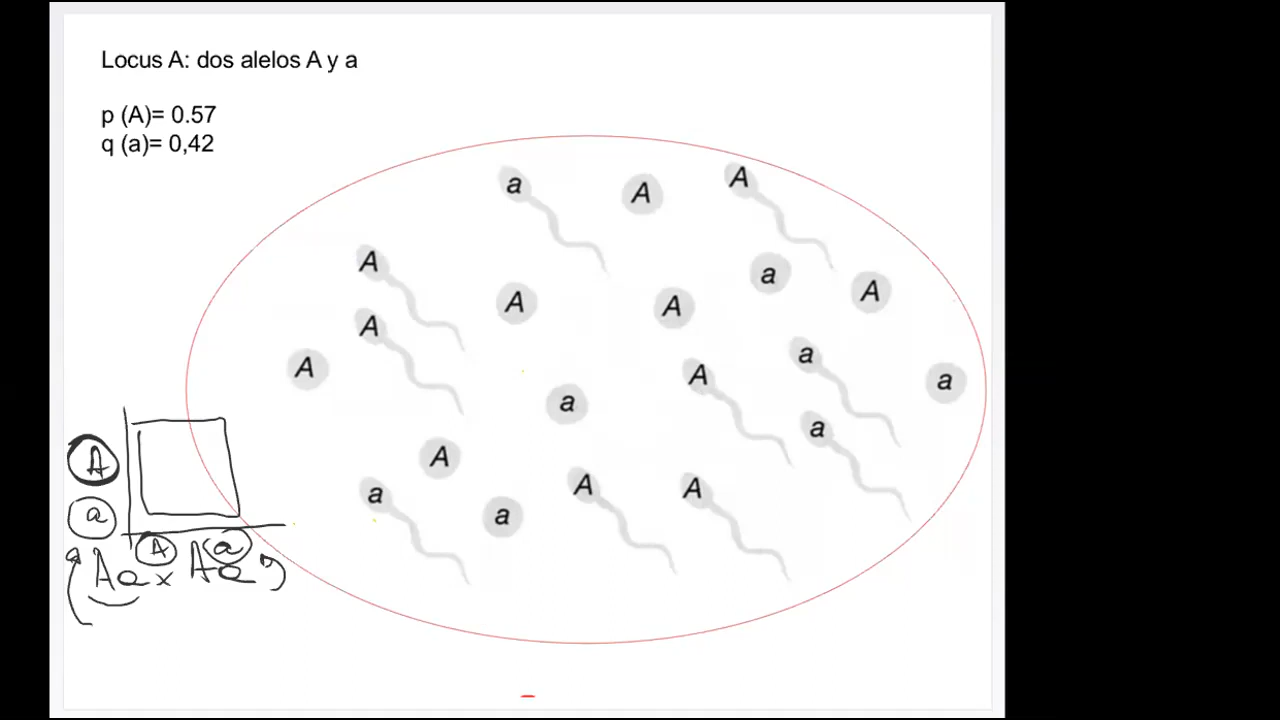 Locus A: dos alelos A y a
p (A)= 0.57
q (a)= 0,42
a A A
A a A
A A A
A A a a
a
A a
a A A
a
A
a
A a
Aa x Aa